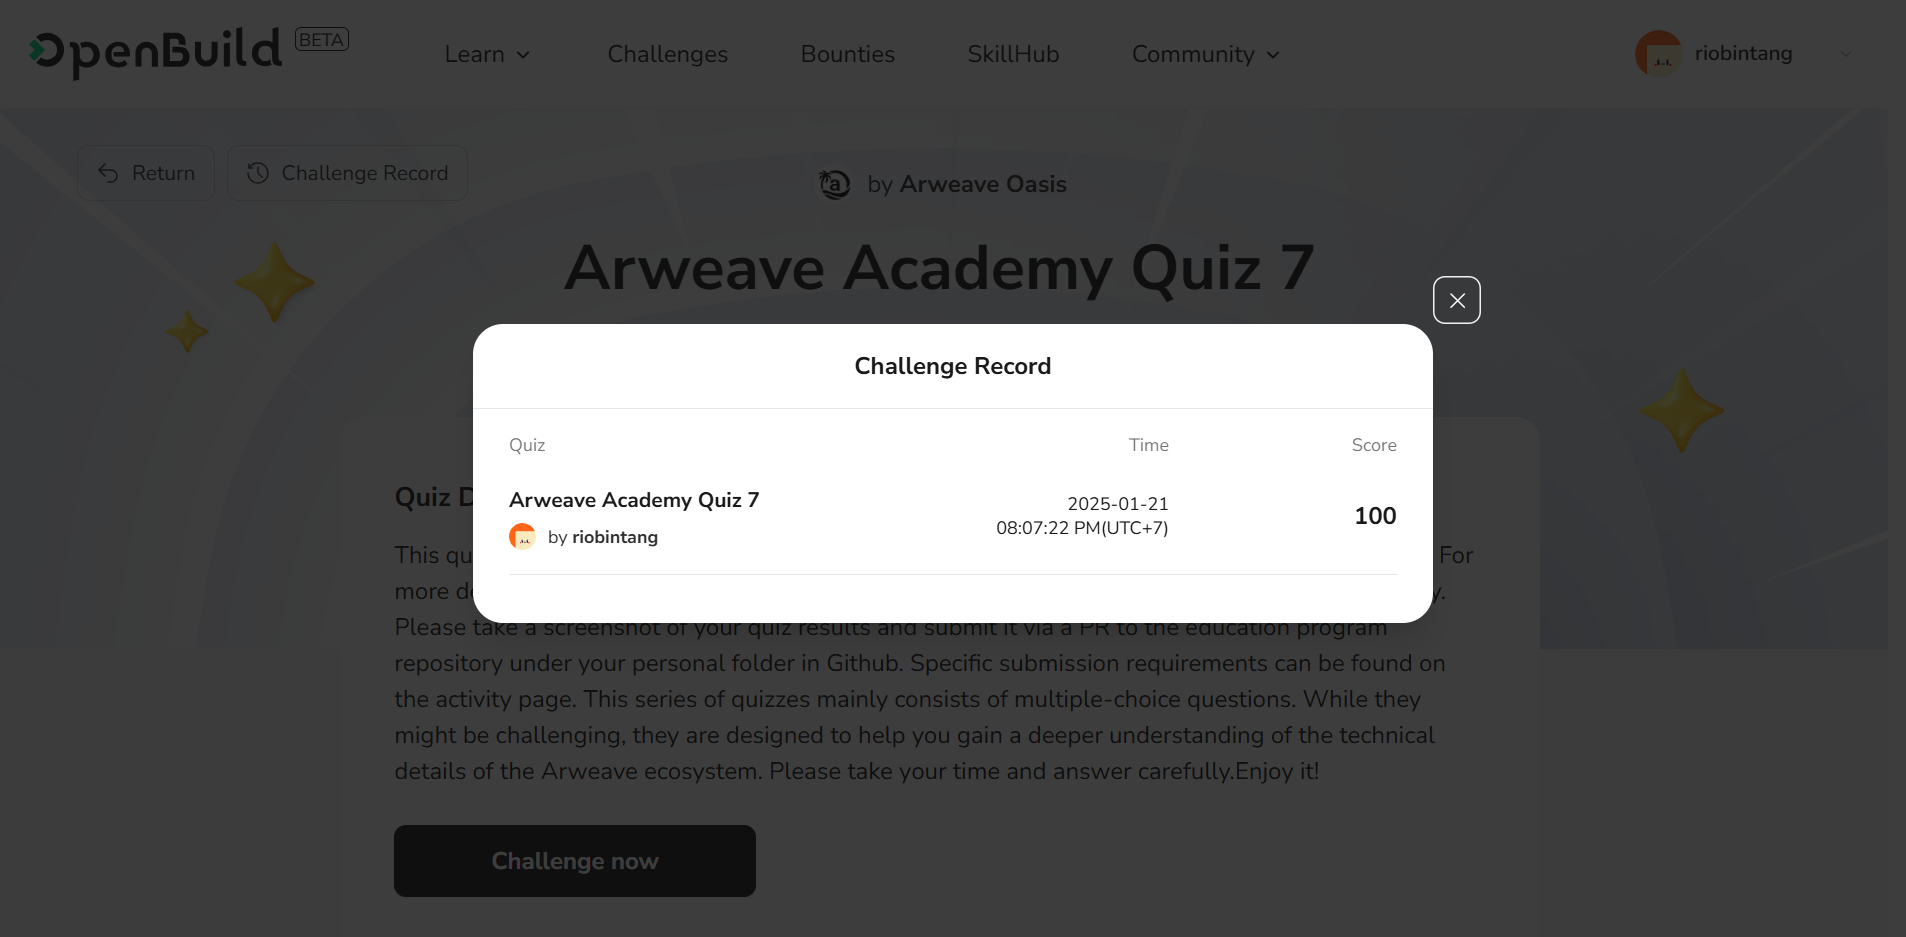 OpenBuild BETA
Learn Challenges Bounties SkillHub Community
riobintang
Return Challenge Record
by Arweave Oasis
Arweave Academy Quiz 7
Challenge Record
Quiz Time Score
Arweave Academy Quiz 7
by riobintang
2025-01-21
08:07:22 PM(UTC+7)
100
Quiz
This For
more
Please take a screenshot of your quiz results and submit it via a PR to the education program
repository under your personal folder in Github. Specific submission requirements can be found on
the activity page. This series of quizzes mainly consists of multiple-choice questions. While they
might be challenging, they are designed to help you gain a deeper understanding of the technical
details of the Arweave ecosystem. Please take your time and answer carefully.Enjoy it!
Challenge now